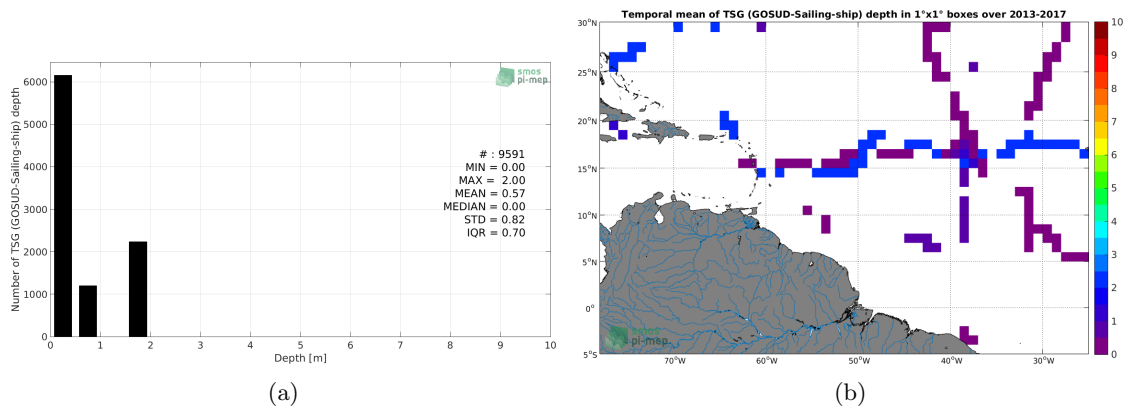 smos
pi-mep
6000
5000
4000
3000
2000
1000
0
Number of TSG (GOSUD-Sailing-ship) depth
# : 9591
MIN = 0.00
MAX = 2.00
MEAN = 0.57
MEDIAN = 0.00
STD = 0.82
IQR = 0.70
0 1 2 3 4 5 6 7 8 9 10
Depth [m]
(a)
Temporal mean of TSG (GOSUD-Sailing-ship) depth in 1°x1° boxes over 2013-2017
30°N
25°N
20°N
15°N
10°N
5°N
0°
5°S
70°W 60°W 50°W 40°W 30°W
smos
pi-mep
10
9
8
7
6
5
4
3
2
1
0
(b)